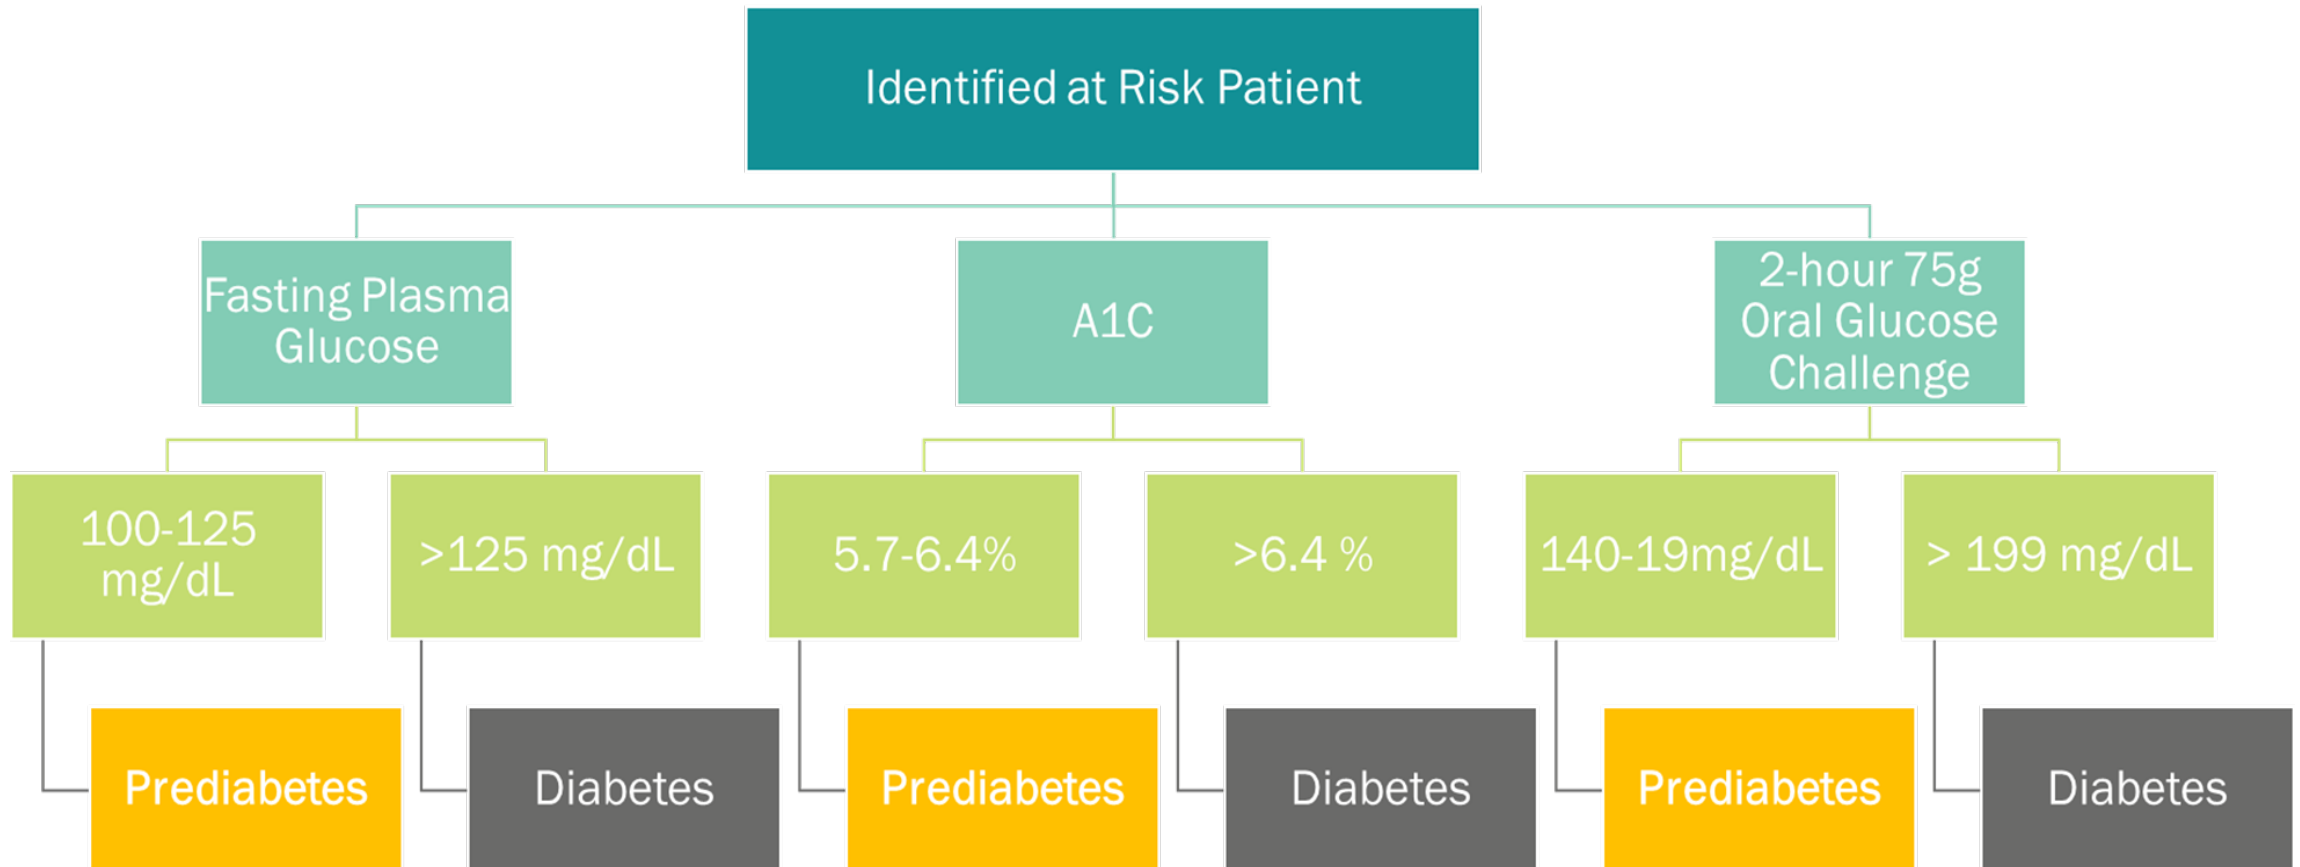 Identified at Risk Patient
Fasting Plasma
Glucose
A1C
2-hour 75g
Oral Glucose
Challenge
100-125
mg/dL
>125 mg/dL
5.7-6.4%
>6.4 %
140-19mg/dL
> 199 mg/dL
Prediabetes
Diabetes
Prediabetes
Diabetes
Prediabetes
Diabetes